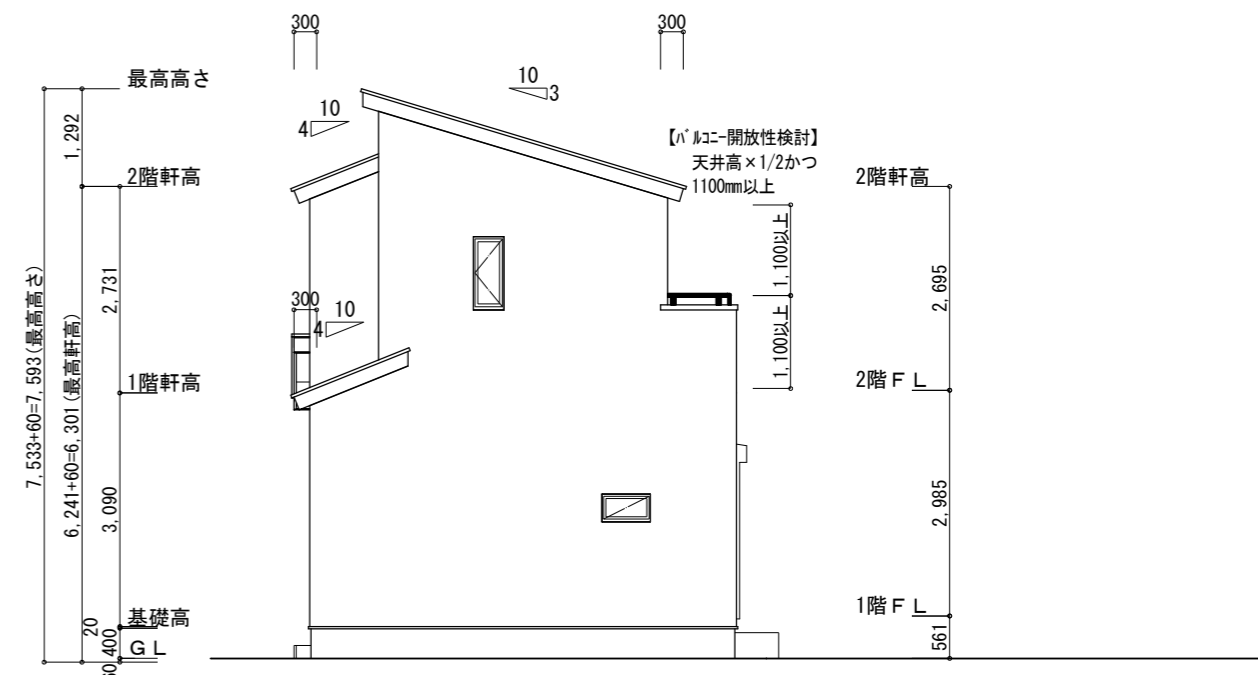 300
300
最高高さ
10
3
10
4
1,292
【バルコニー開放性検討】
天井高×1/2かつ
1100mm以上
2階軒高
2階軒高
1,100以上
2,731
2,695
300
10
4
1,100以上
7,533+60=7,593(最高高さ)
6,241+60=6,301(最高軒高)
1階軒高
2階ＦＬ
3,090
2,985
1階ＦＬ
基礎高
20
400
ＧＬ
561
60